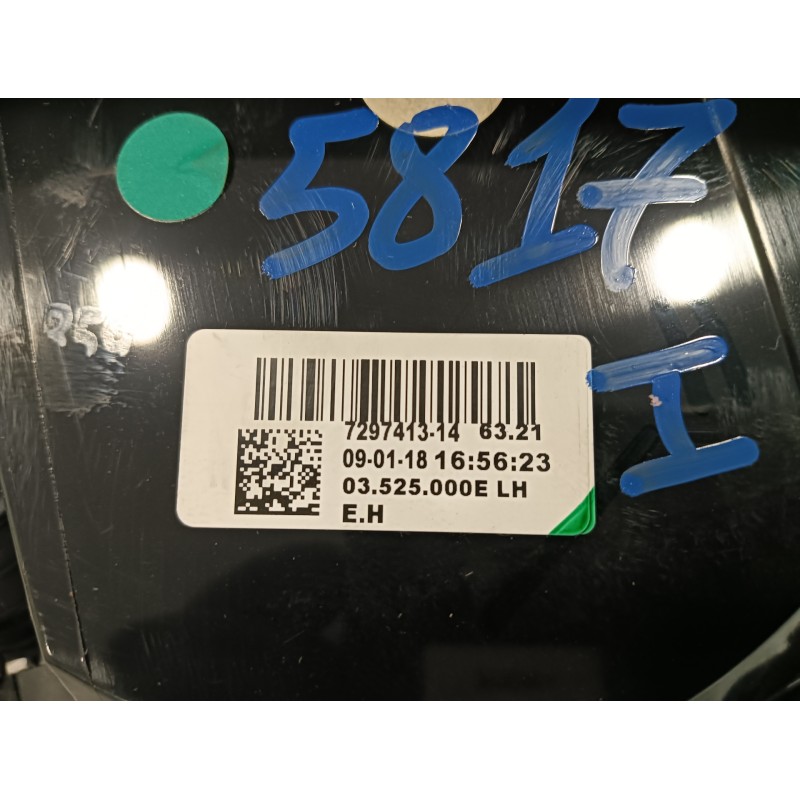 5817
I
7297413-14 63.21
09-01-18 16:56:23
03.525.000E LH
E.H